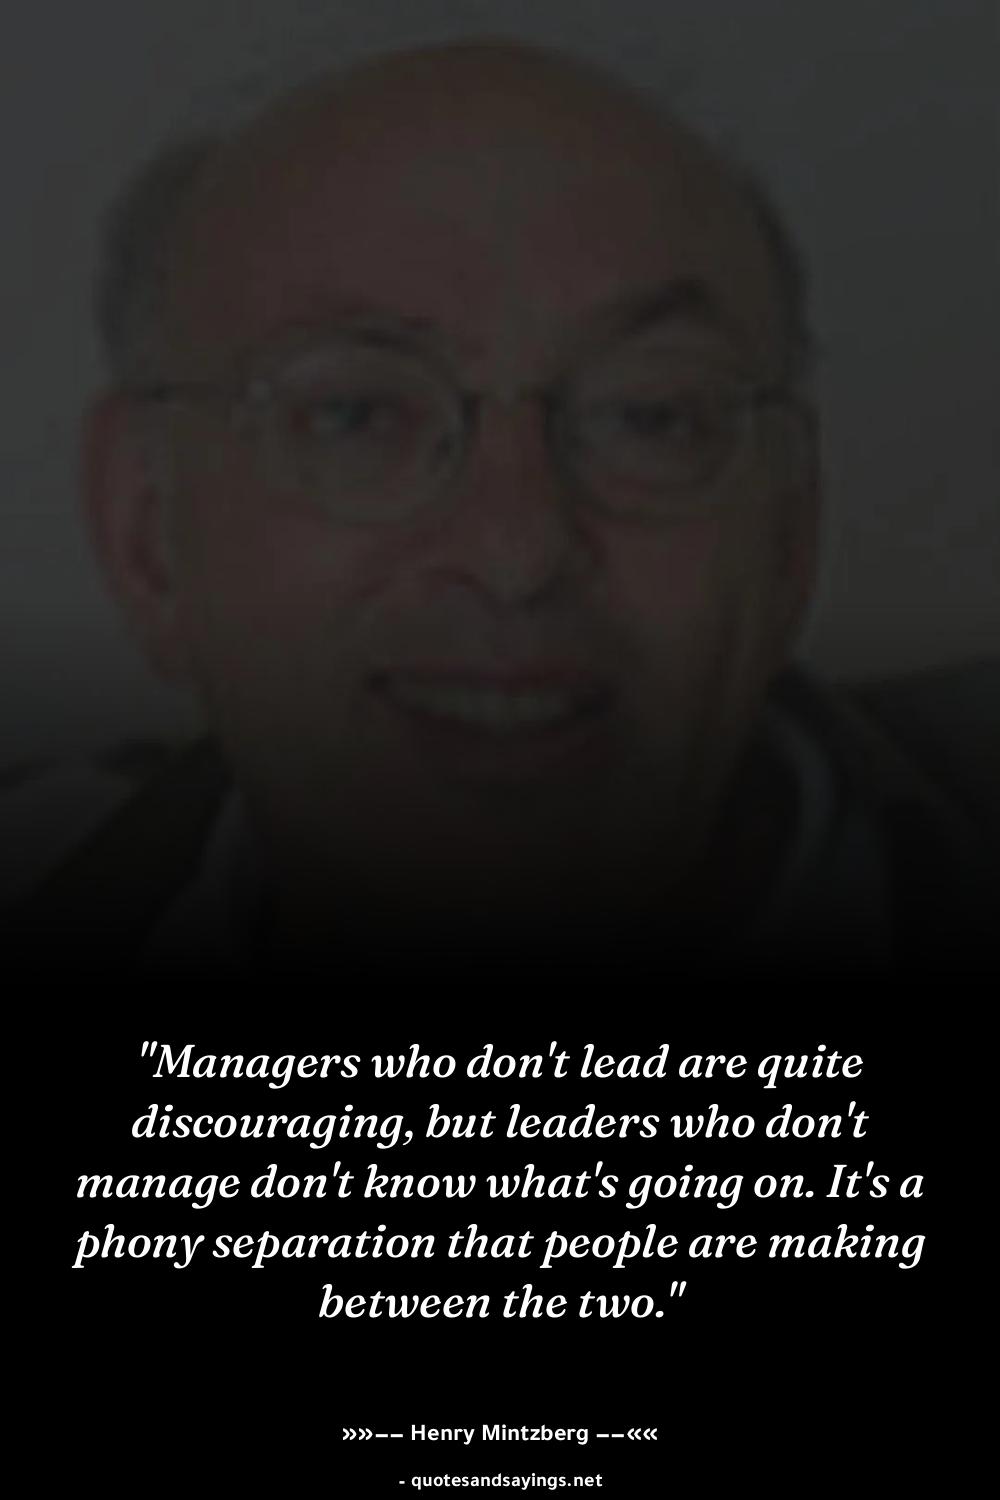 "Managers who don't lead are quite
discouraging, but leaders who don't
manage don't know what's going on. It's a
phony separation that people are making
between the two."
»»−− Henry Mintzberg −−««
- quotesandsayings.net